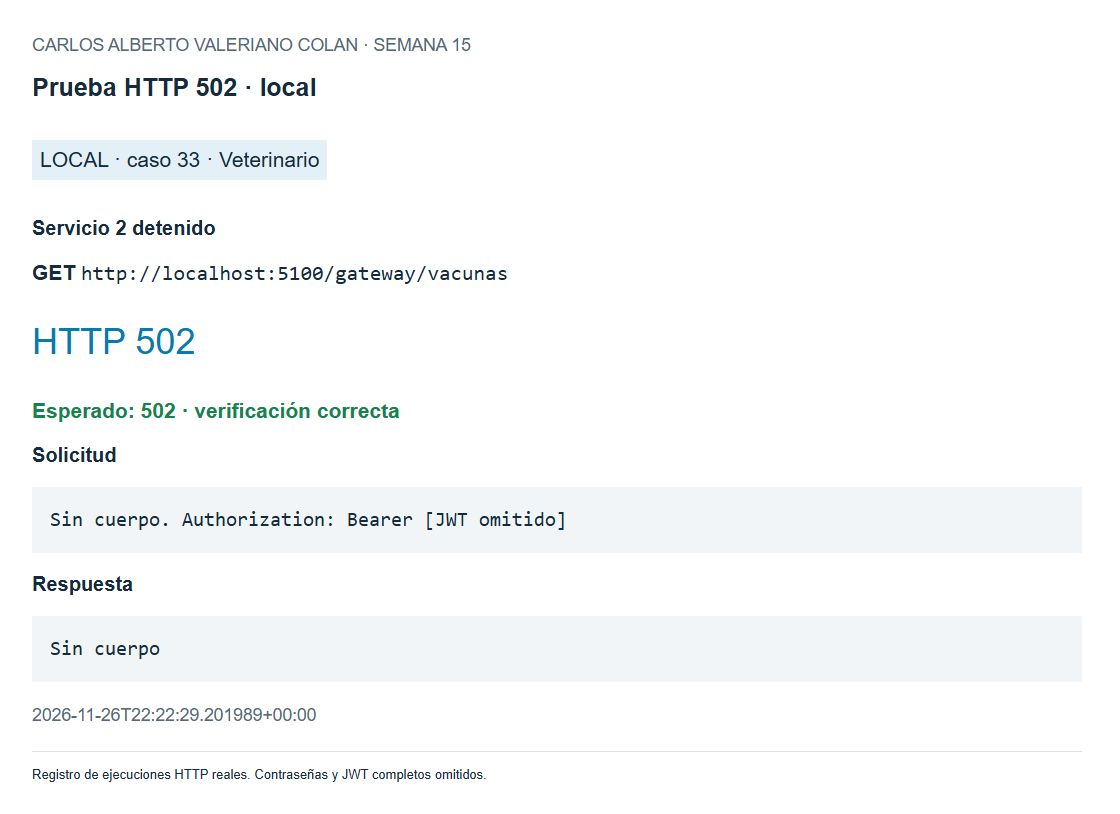 CARLOS ALBERTO VALERIANO COLAN · SEMANA 15
Prueba HTTP 502 · local
LOCAL · caso 33 · Veterinario
Servicio 2 detenido
GET http://localhost:5100/gateway/vacunas
HTTP 502
Esperado: 502 · verificación correcta
Solicitud
Sin cuerpo. Authorization: Bearer [JWT omitido]
Respuesta
Sin cuerpo
2026-11-26T22:22:29.201989+00:00
Registro de ejecuciones HTTP reales. Contraseñas y JWT completos omitidos.